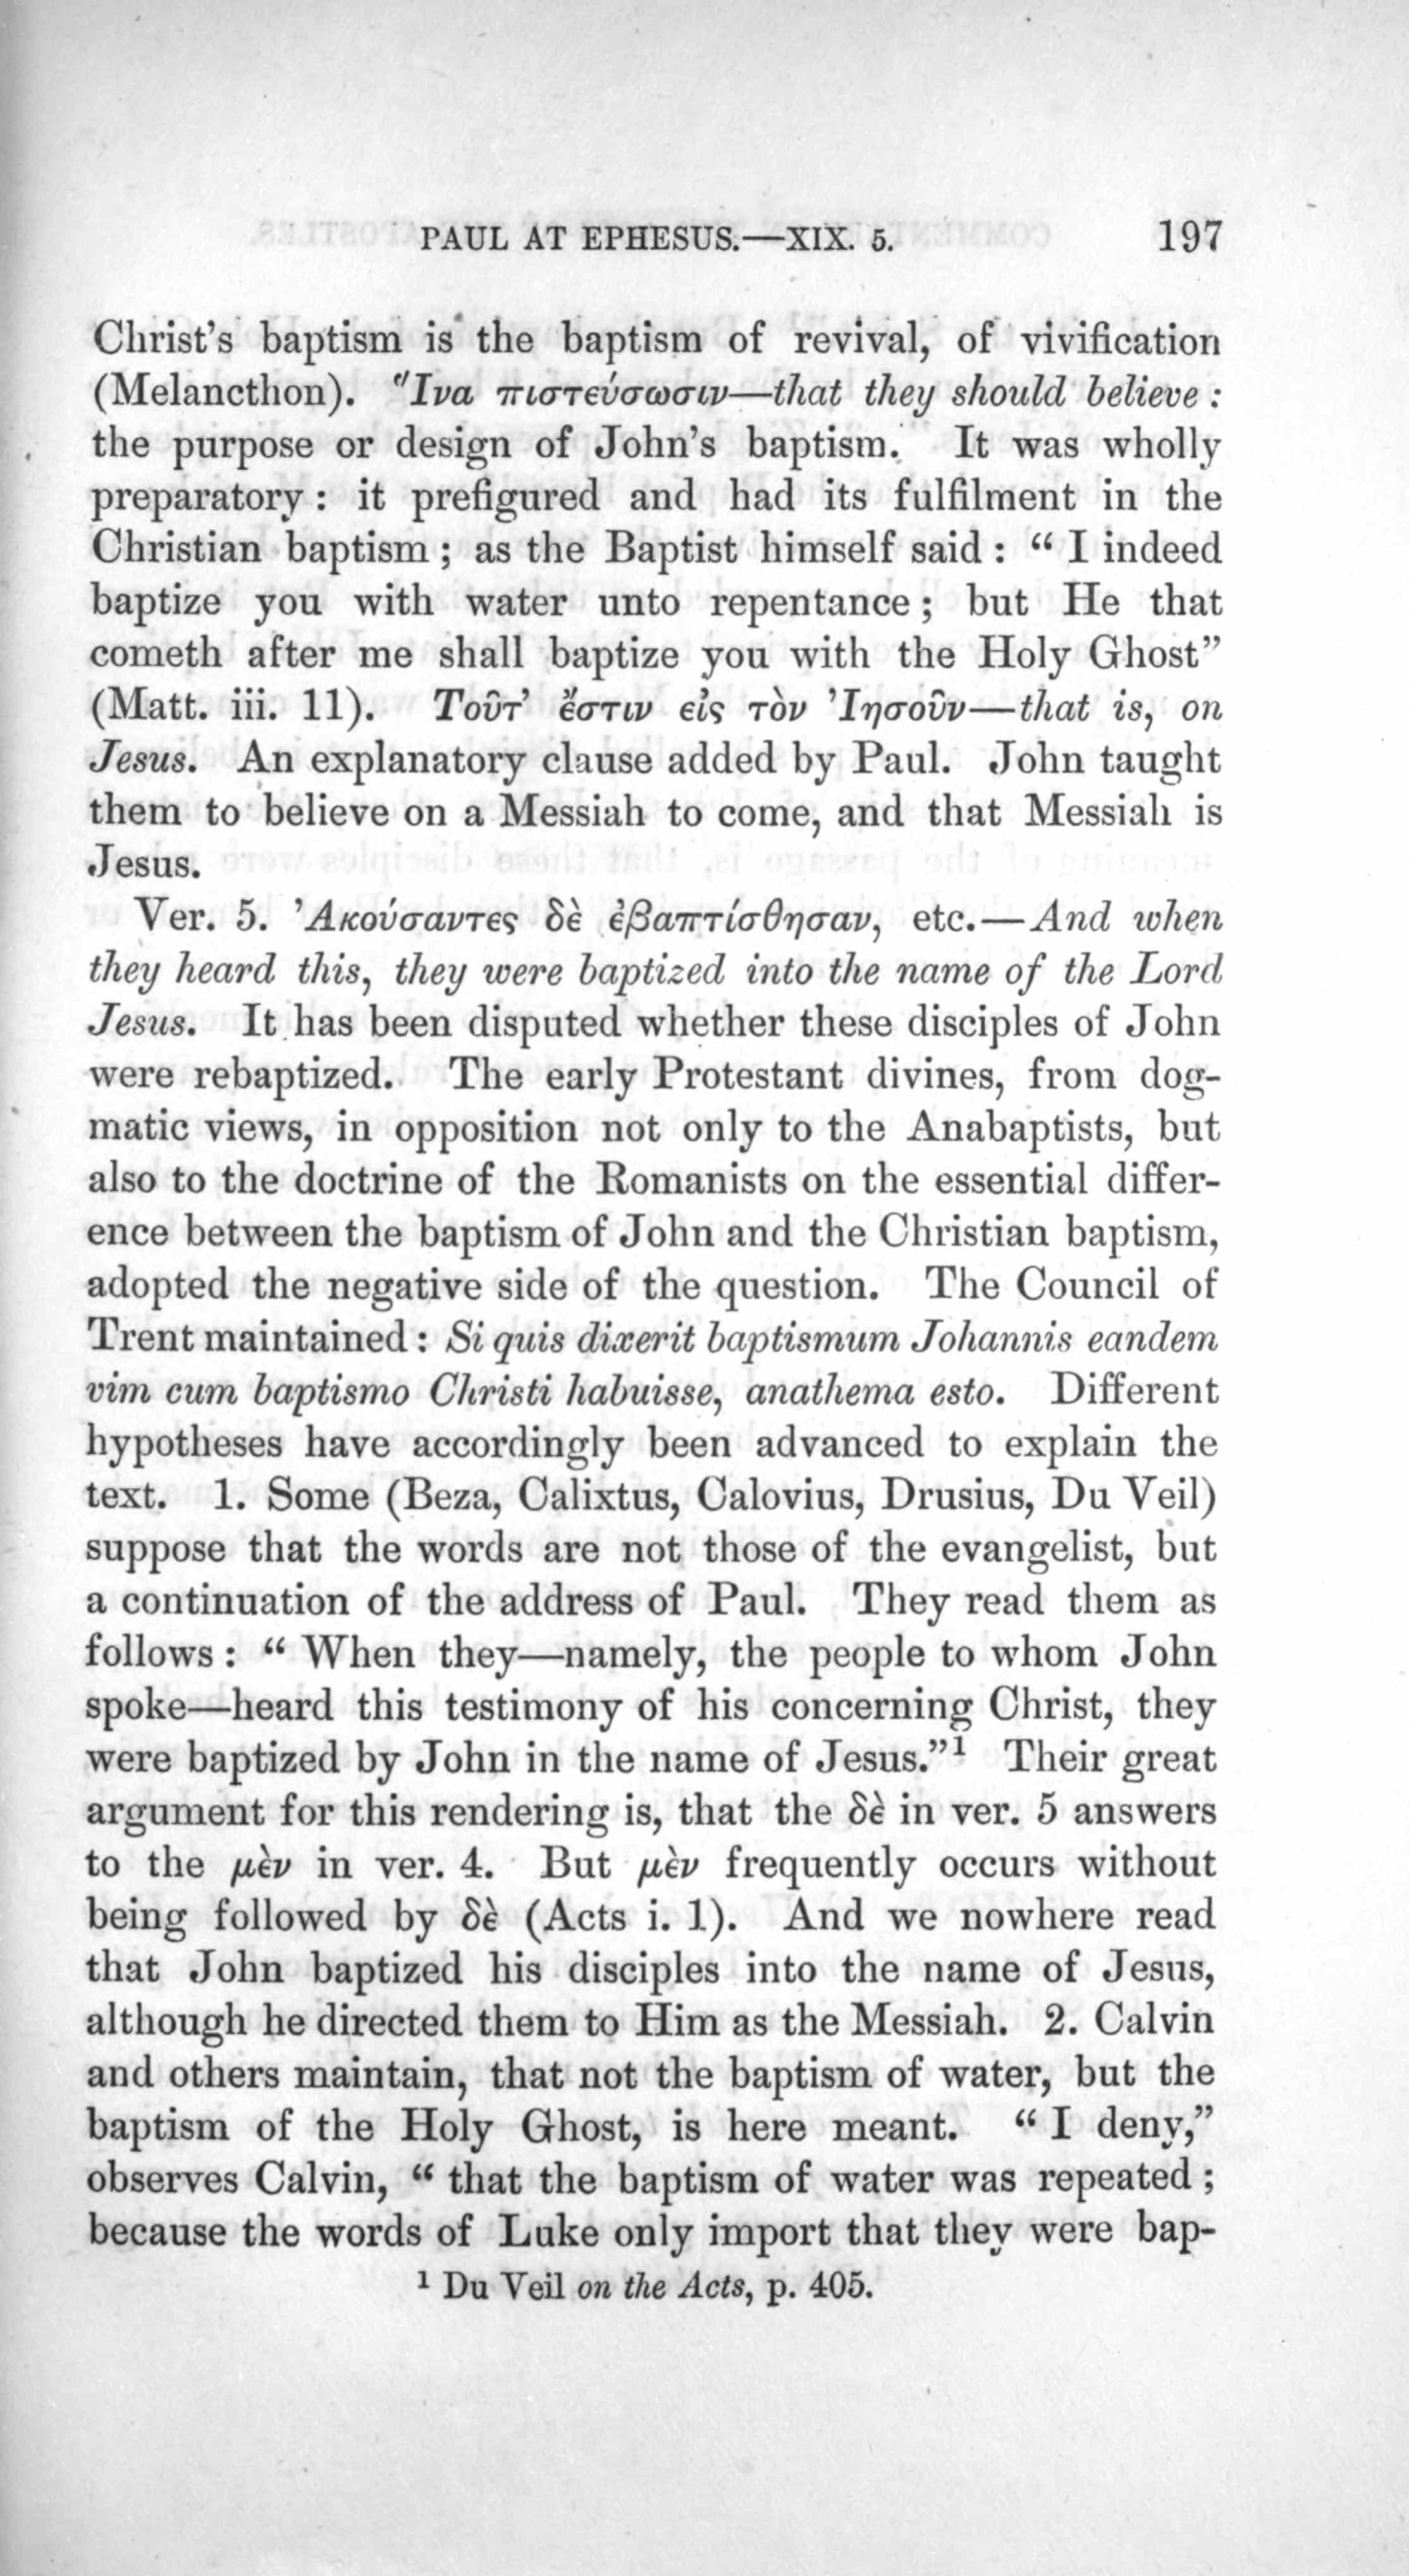 PAUL AT EPHESUS.—XIX. 5. 197
Christ's baptism is the baptism of revival, of vivification
(Melancthon). Ἵνα πιστεύσωσιν—that they should believe :
the purpose or design of John's baptism. It was wholly
preparatory : it prefigured and had its fulfilment in the
Christian baptism ; as the Baptist himself said : “ I indeed
baptize you with water unto repentance ; but He that
cometh after me shall baptize you with the Holy Ghost”
(Matt. iii. 11). Τοῦτ’ ἔστιν εἰς τὸν Ἰησοῦν—that is, on
Jesus. An explanatory clause added by Paul. John taught
them to believe on a Messiah to come, and that Messiah is
Jesus.
Ver. 5. Ἀκούσαντες δὲ ἐβαπτίσθησαν, etc.—And when
they heard this, they were baptized into the name of the Lord
Jesus. It has been disputed whether these disciples of John
were rebaptized. The early Protestant divines, from dog-
matic views, in opposition not only to the Anabaptists, but
also to the doctrine of the Romanists on the essential differ-
ence between the baptism of John and the Christian baptism,
adopted the negative side of the question. The Council of
Trent maintained : Si quis dixerit baptismum Johannis eandem
vim cum baptismo Christi habuisse, anathema esto. Different
hypotheses have accordingly been advanced to explain the
text. 1. Some (Beza, Calixtus, Calovius, Drusius, Du Veil)
suppose that the words are not those of the evangelist, but
a continuation of the address of Paul. They read them as
follows : “ When they—namely, the people to whom John
spoke—heard this testimony of his concerning Christ, they
were baptized by John in the name of Jesus.”¹ Their great
argument for this rendering is, that the δὲ in ver. 5 answers
to the μὲν in ver. 4. But μὲν frequently occurs without
being followed by δὲ (Acts i. 1). And we nowhere read
that John baptized his disciples into the name of Jesus,
although he directed them to Him as the Messiah. 2. Calvin
and others maintain, that not the baptism of water, but the
baptism of the Holy Ghost, is here meant. “ I deny,”
observes Calvin, “ that the baptism of water was repeated ;
because the words of Luke only import that they were bap-
¹ Du Veil on the Acts, p. 405.